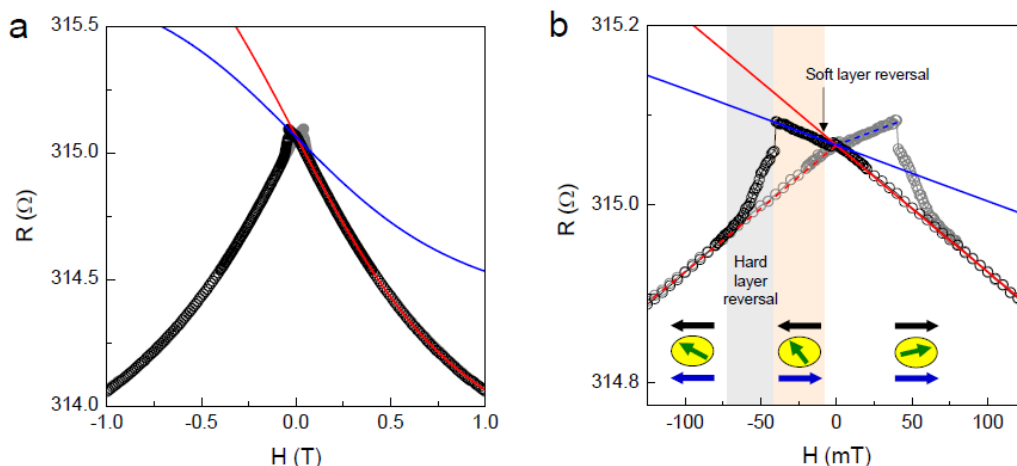 a
315.5
315.0
314.5
314.0
R (Ω)
-1.0
-0.5
0.0
0.5
1.0
H (T)
b
315.2
315.0
314.8
R (Ω)
Soft layer reversal
Hard
layer
reversal
-100
-50
0
50
100
H (mT)